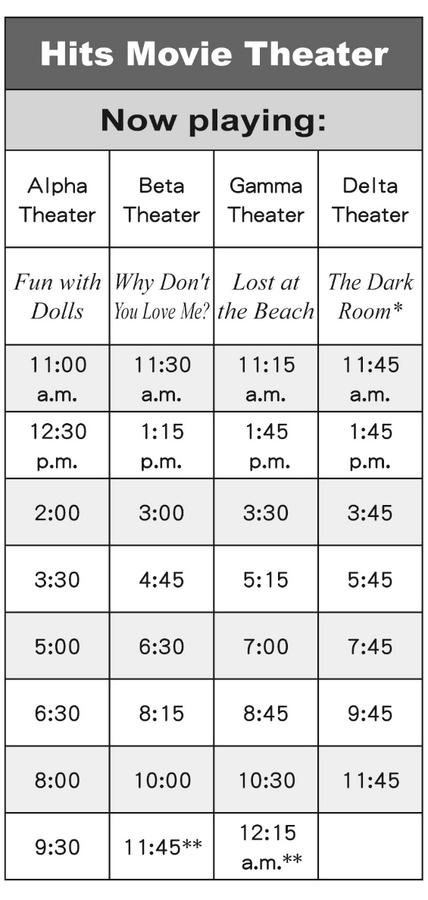 Hits Movie Theater
Now playing:
Alpha Theater Beta Theater Gamma Theater Delta Theater
Fun with Dolls Why Don't You Love Me? Lost at the Beach The Dark Room*
11:00 a.m. 11:30 a.m. 11:15 a.m. 11:45 a.m.
12:30 p.m. 1:15 p.m. 1:45 p.m. 1:45 p.m.
2:00 3:00 3:30 3:45
3:30 4:45 5:15 5:45
5:00 6:30 7:00 7:45
6:30 8:15 8:45 9:45
8:00 10:00 10:30 11:45
9:30 11:45** 12:15 a.m.**